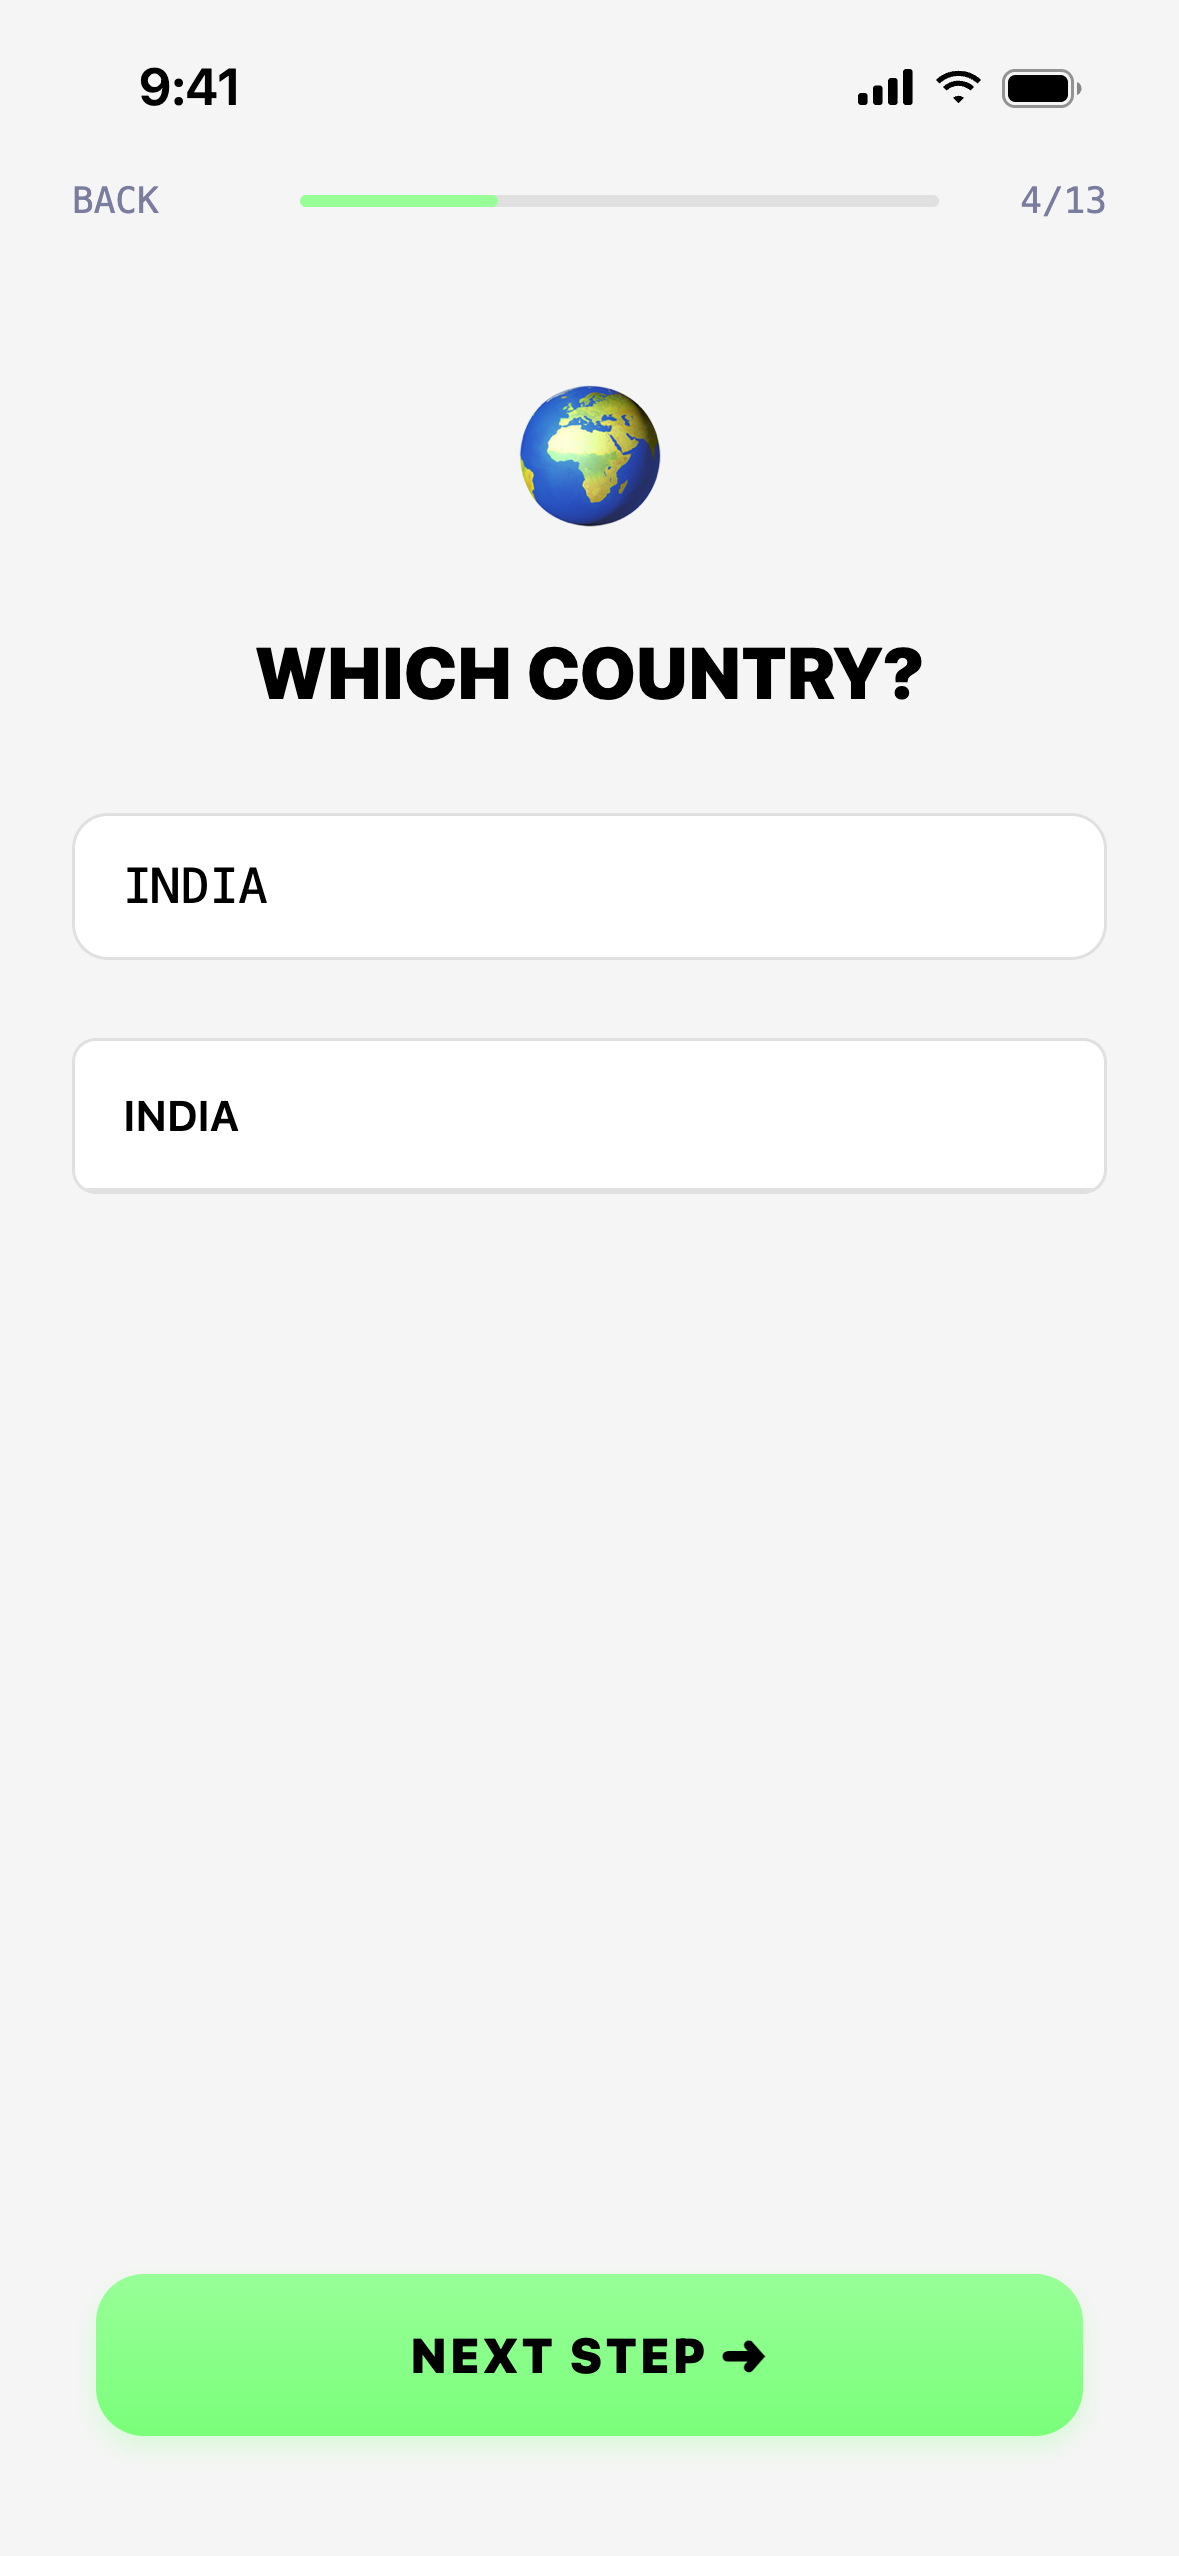 9:41
BACK 4/13
WHICH COUNTRY?
INDIA
INDIA
NEXT STEP ➜